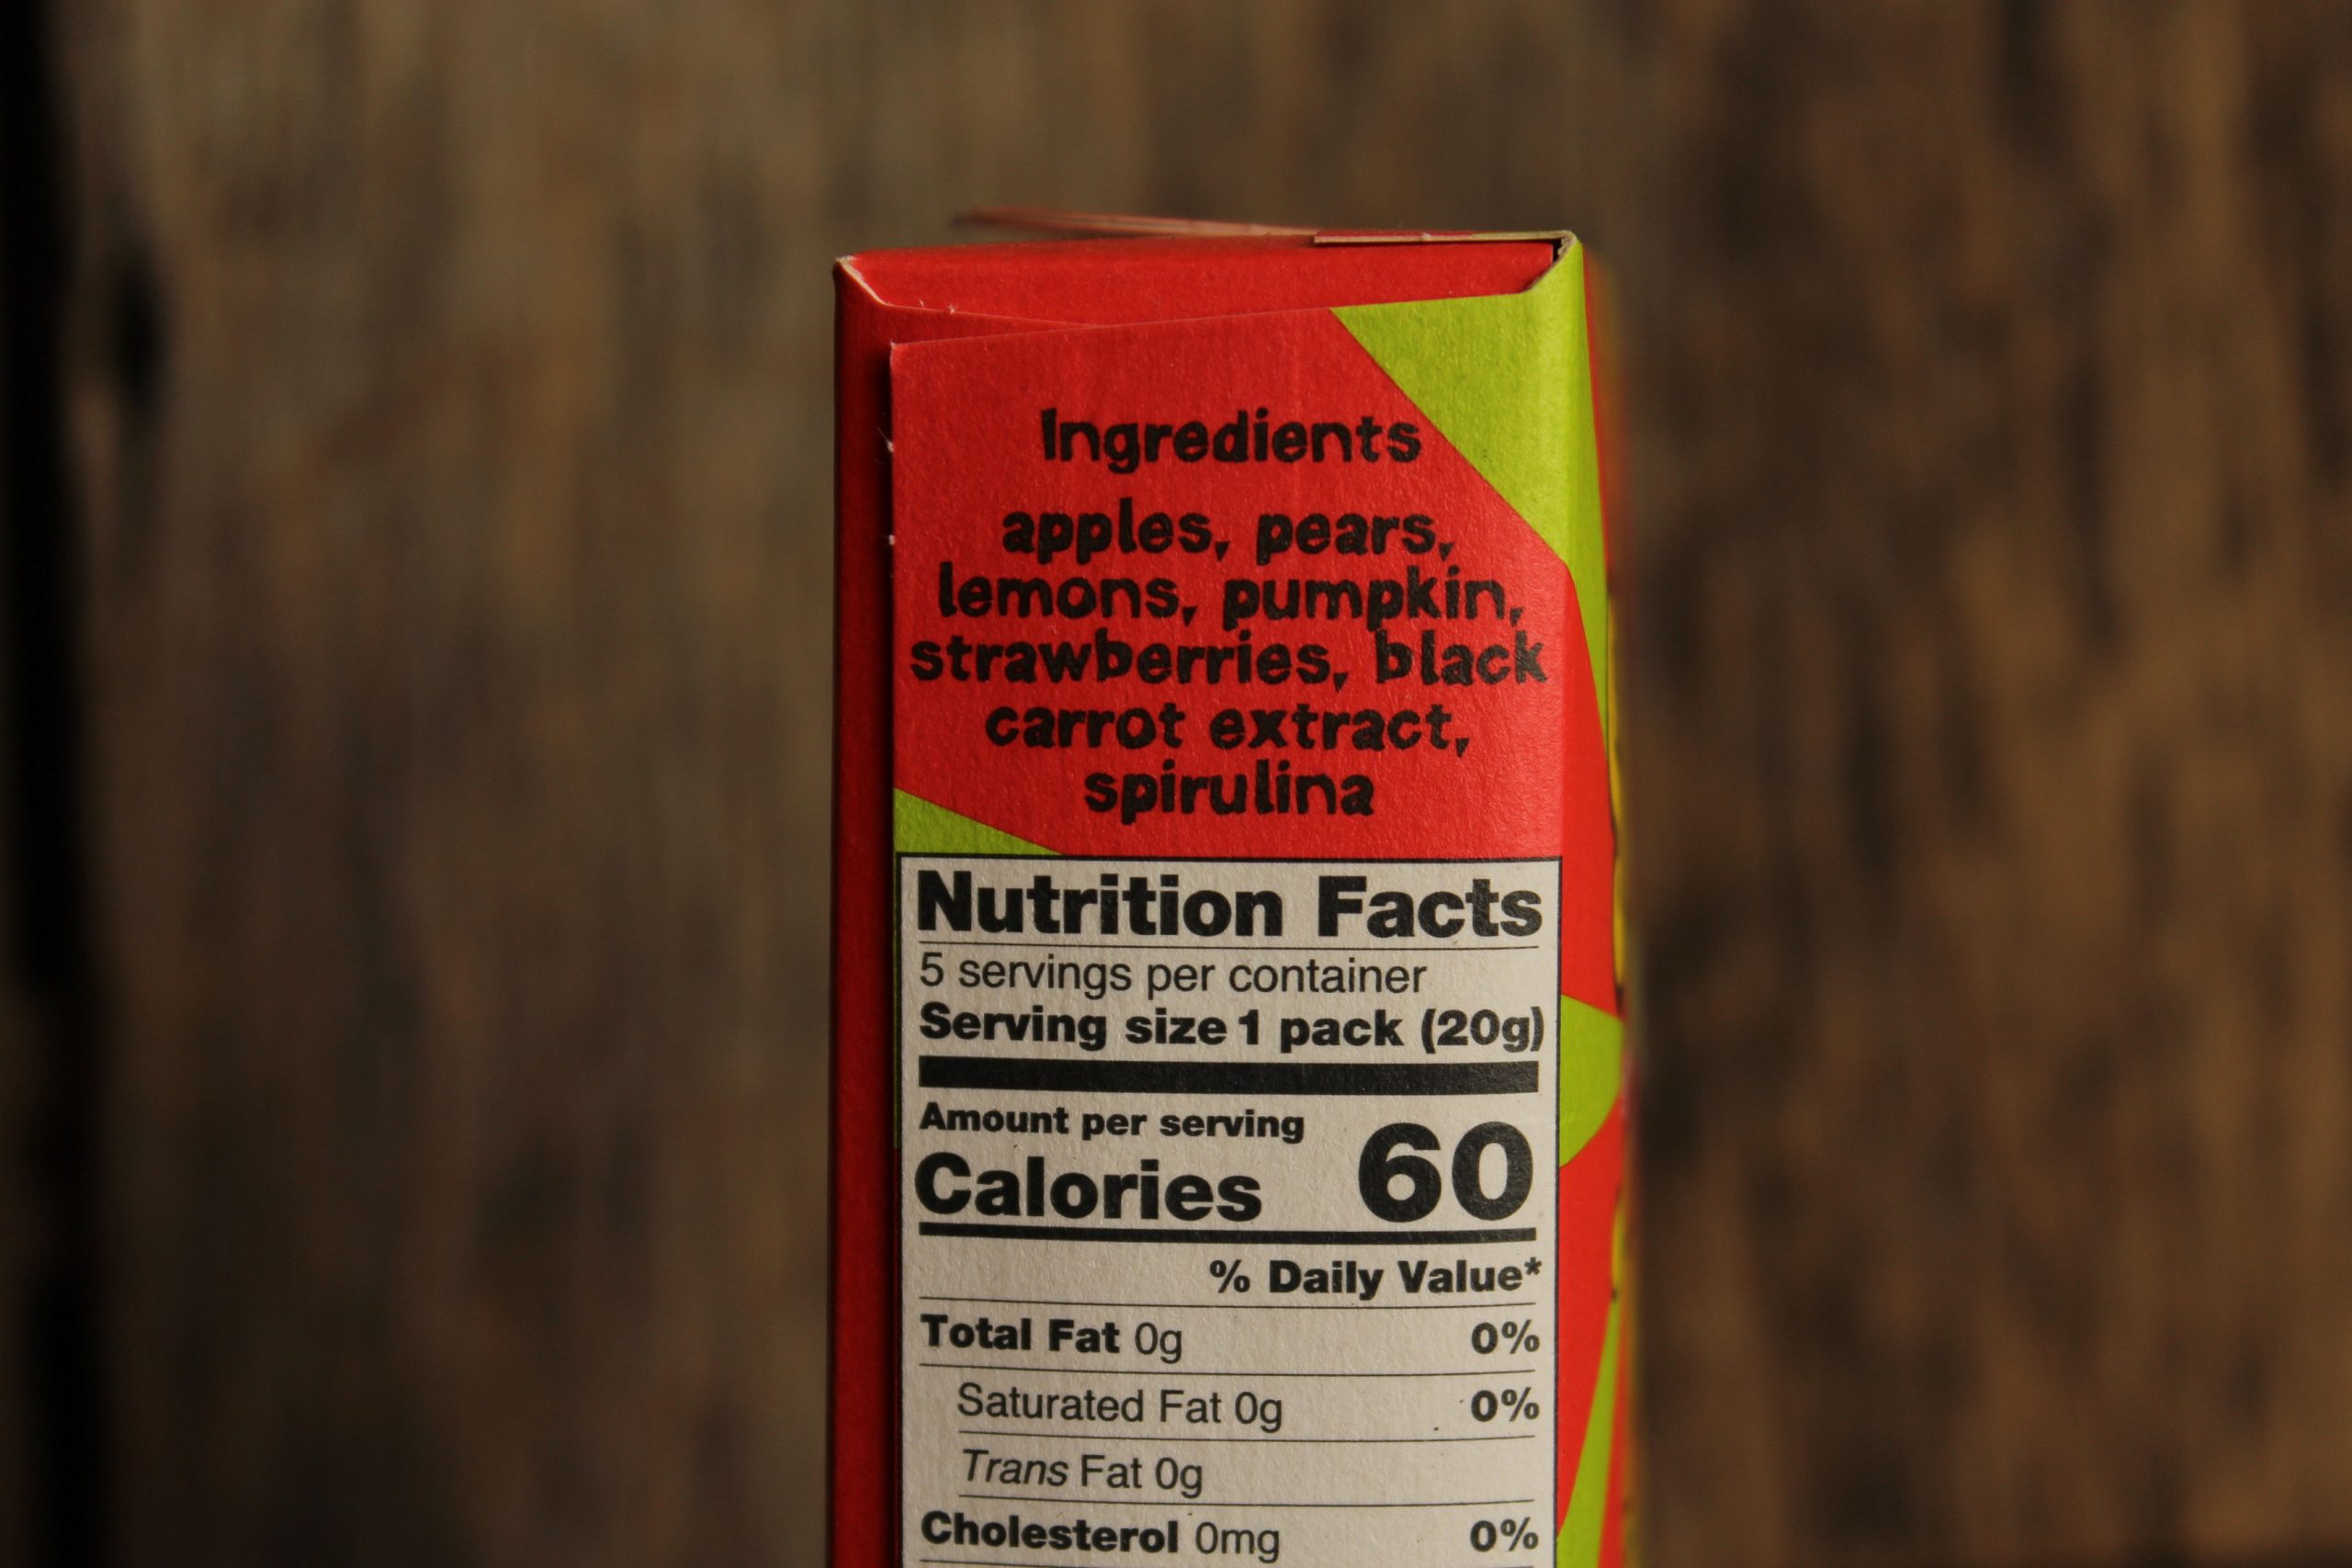 Ingredients
apples, pears,
lemons, pumpkin,
strawberries, black
carrot extract,
spirulina
Nutrition Facts
5 servings per container
Serving size 1 pack (20g)
Amount per serving
Calories 60
% Daily Value*
Total Fat 0g 0%
Saturated Fat 0g 0%
Trans Fat 0g
Cholesterol 0mg 0%